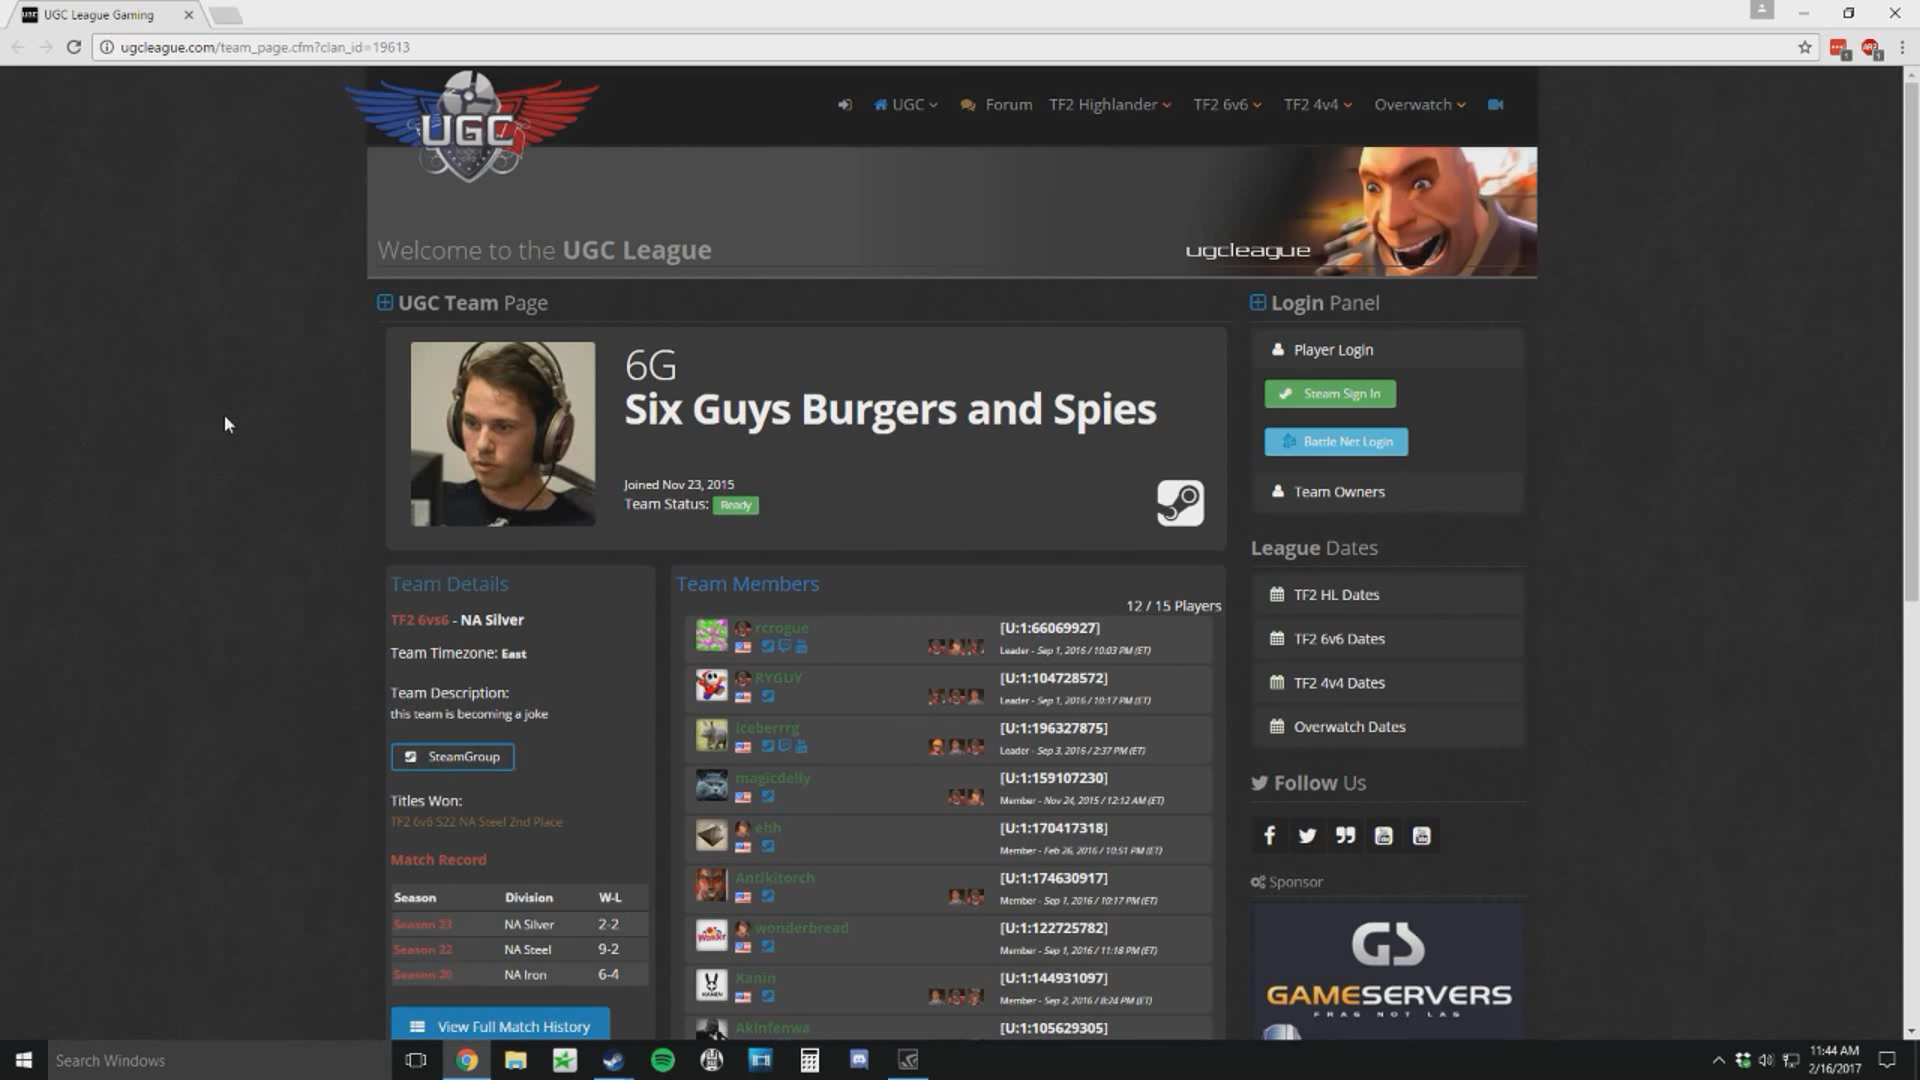 UGC League Gaming
ugcleague.com/team_page.cfm?clan_id=19613
UGC
UGC
Forum
TF2 Highlander
TF2 6v6
TF2 4v4
Overwatch
Welcome to the UGC League
ugcleague
UGC Team Page
6G
Six Guys Burgers and Spies
Joined Nov 23, 2015
Team Status: Ready
Team Details
TF2 6vs6 - NA Silver
Team Timezone: East
Team Description:
this team is becoming a joke
SteamGroup
Titles Won:
TF2 6v6 S22 NA Steel 2nd Place
Match Record
Season Division W-L
Season 23 NA Silver 2-2
Season 22 NA Steel 9-2
Season 20 NA Iron 6-4
View Full Match History
Team Members
12 / 15 Players
rcrogue [U:1:66069927]
Leader - Sep 1, 2016 / 10:03 PM (ET)
RYGUY [U:1:104728572]
Leader - Sep 1, 2016 / 10:17 PM (ET)
Iceberrrg [U:1:196327875]
Leader - Sep 3, 2016 / 2:37 PM (ET)
magicdelly [U:1:159107230]
Member - Nov 24, 2015 / 12:12 AM (ET)
ehh [U:1:170417318]
Member - Feb 26, 2016 / 10:51 PM (ET)
Antikitorch [U:1:174630917]
Member - Sep 1, 2016 / 10:17 PM (ET)
wonderbread [U:1:122725782]
Member - Sep 1, 2016 / 11:18 PM (ET)
Kanin [U:1:144931097]
Member - Sep 2, 2016 / 8:24 PM (ET)
Akinfenwa [U:1:105629305]
Login Panel
Player Login
Steam Sign In
Battle Net Login
Team Owners
League Dates
TF2 HL Dates
TF2 6v6 Dates
TF2 4v4 Dates
Overwatch Dates
Follow Us
Sponsor
GS
GAMESERVERS
FRAG NOT LAG
Search Windows
11:44 AM
2/16/2017